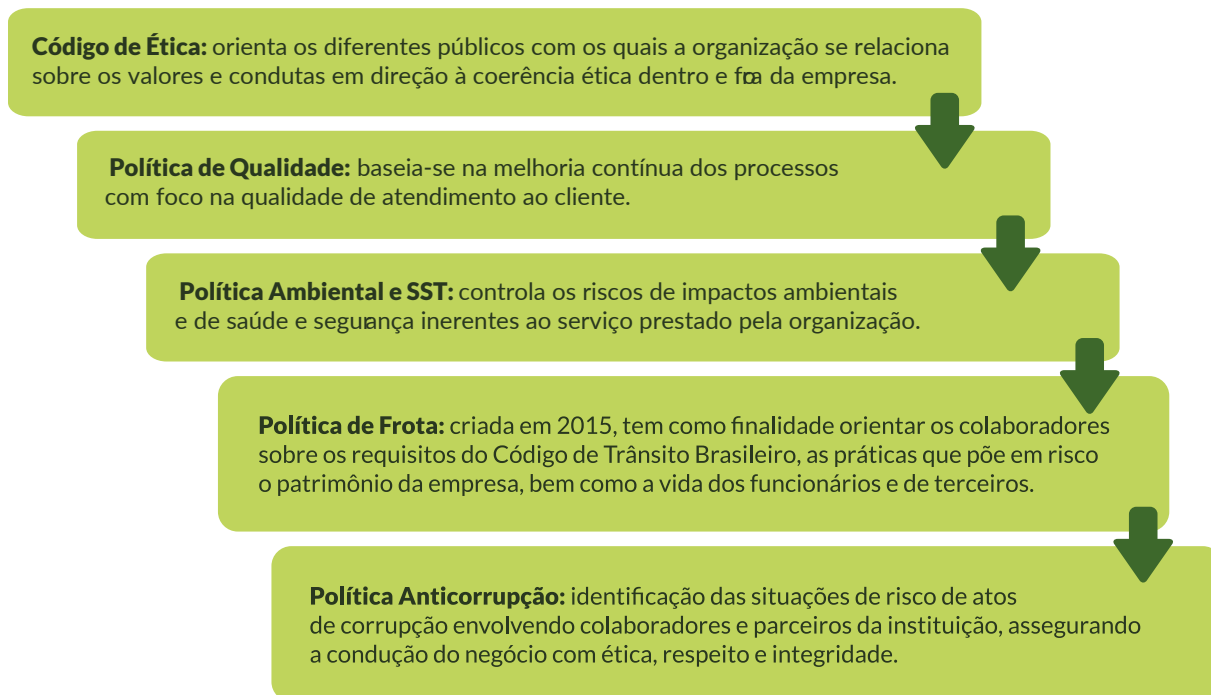 Código de Ética: orienta os diferentes públicos com os quais a organização se relaciona
sobre os valores e condutas em direção à coerência ética dentro e fora da empresa.
Política de Qualidade: baseia-se na melhoria contínua dos processos
com foco na qualidade de atendimento ao cliente.
Política Ambiental e SST: controla os riscos de impactos ambientais
e de saúde e segurança inerentes ao serviço prestado pela organização.
Política de Frota: criada em 2015, tem como finalidade orientar os colaboradores
sobre os requisitos do Código de Trânsito Brasileiro, as práticas que põe em risco
o patrimônio da empresa, bem como a vida dos funcionários e de terceiros.
Política Anticorrupção: identificação das situações de risco de atos
de corrupção envolvendo colaboradores e parceiros da instituição, assegurando
a condução do negócio com ética, respeito e integridade.